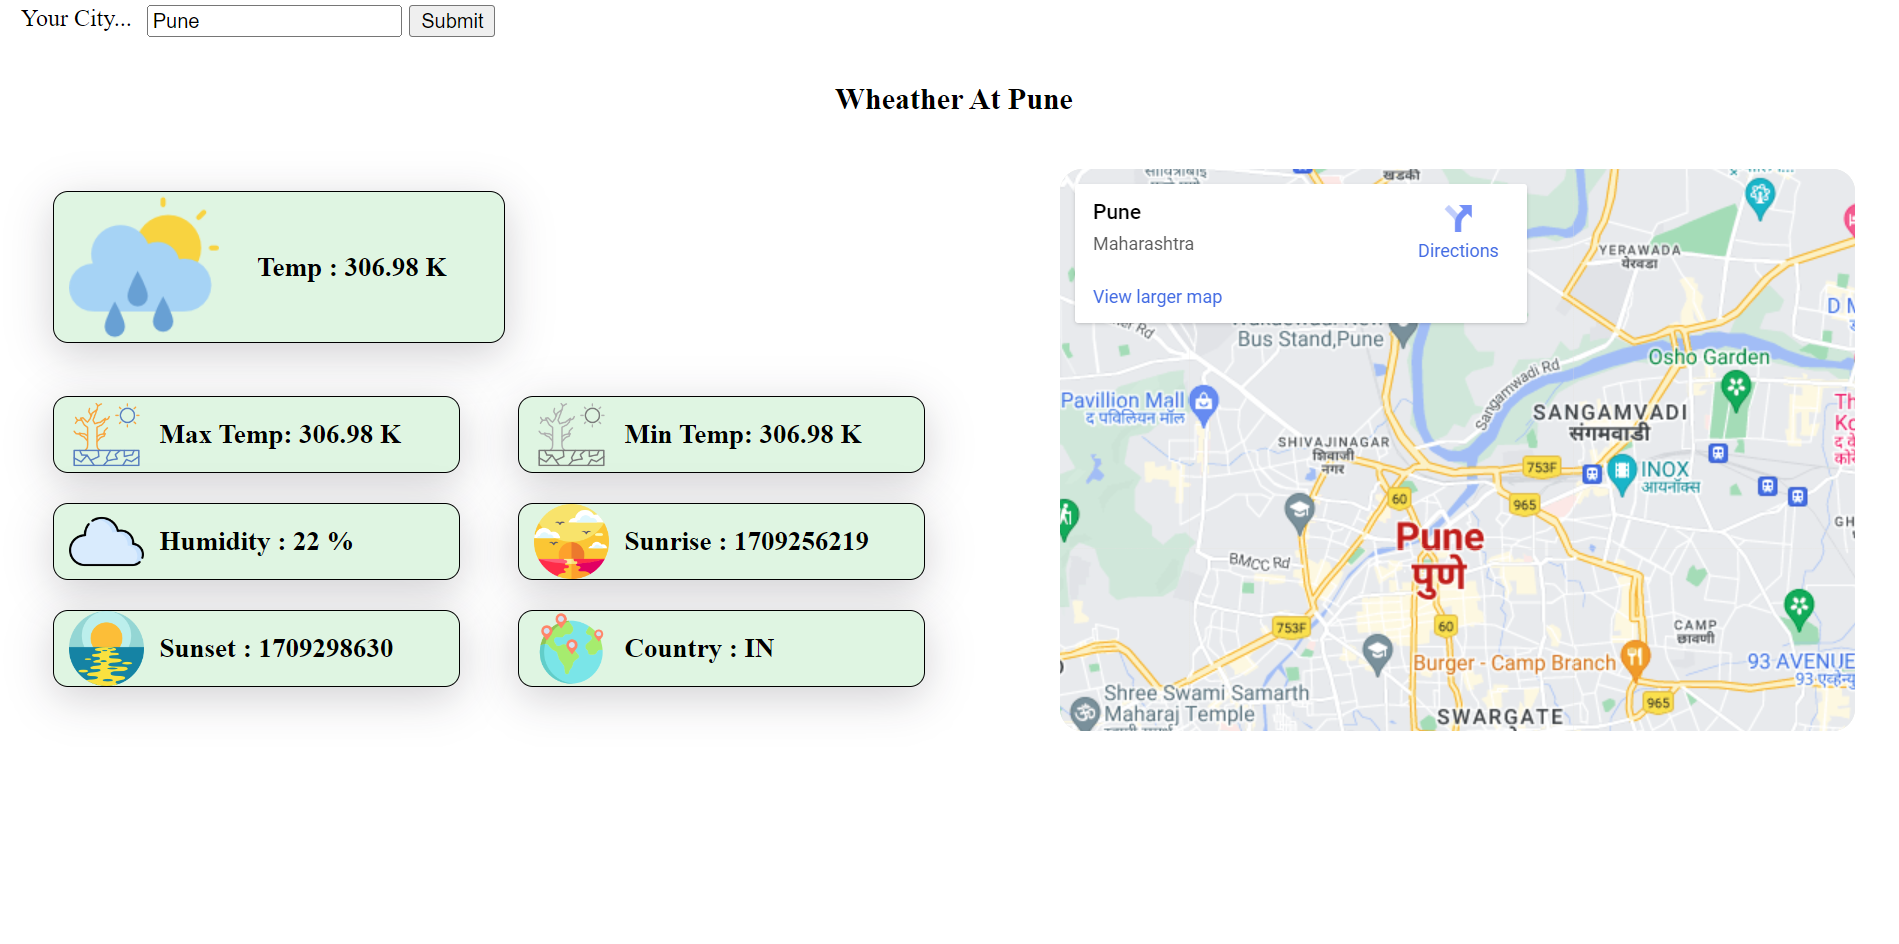 Your City... Pune Submit
Wheather At Pune
Temp : 306.98 K
Max Temp: 306.98 K
Min Temp: 306.98 K
Humidity : 22 %
Sunrise : 1709256219
Sunset : 1709298630
Country : IN
Pune
Maharashtra
Directions
View larger map
खडकी
YERAWADA
येरवडा
Rd
Bus Stand,Pune
Osho Garden
Sangamwadi Rd
Pavillion Mall
द पविलियन मॉल
SANGAMVADI
संगमवाडी
SHIVAJINAGAR
शिवाजी
नगर
753F
INOX
आयनॉक्स
60
965
Pune
पुणे
BMCC Rd
753F
60
CAMP
छावणी
Burger - Camp Branch
93 AVENUE
93
Shree Swami Samarth
Maharaj Temple
965
SWARGATE